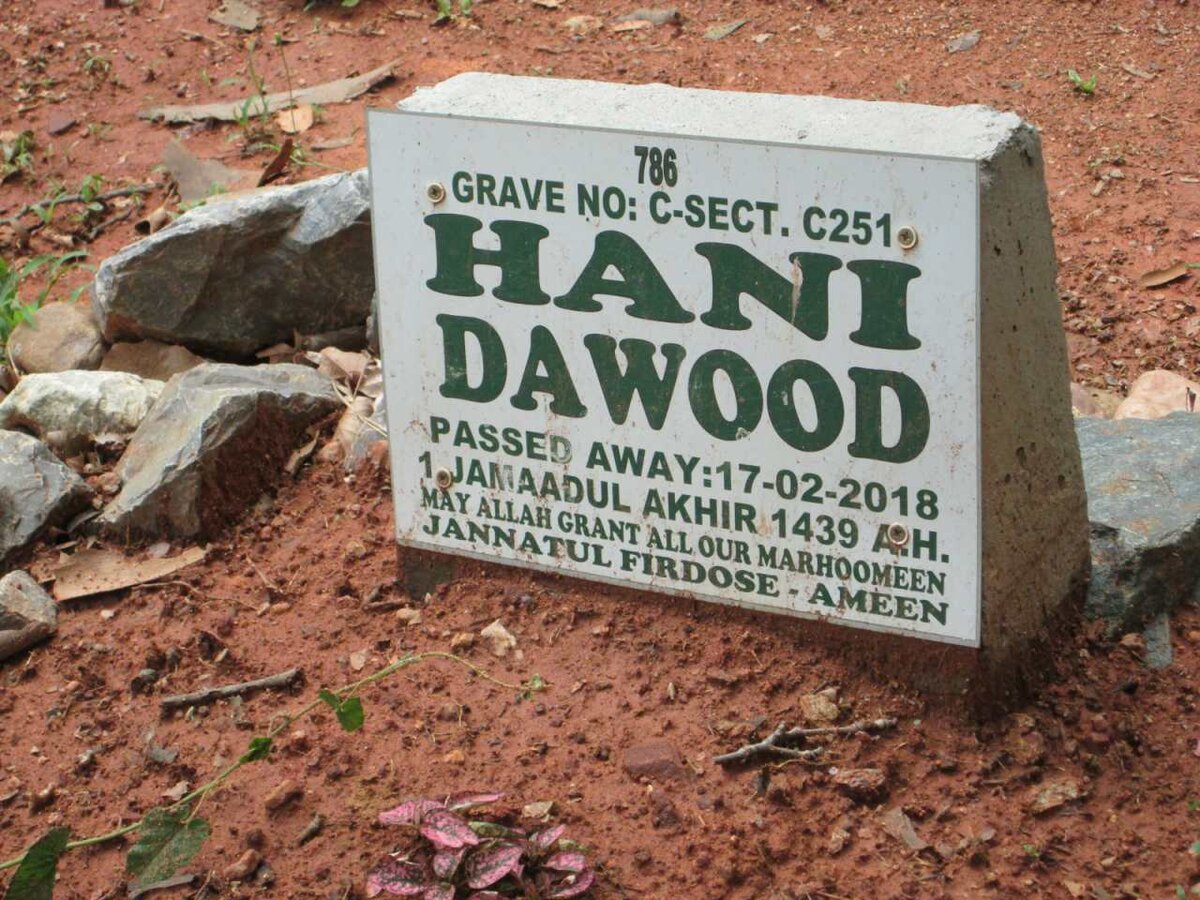 786
GRAVE NO: C-SECT. C251
HANI
DAWOOD
PASSED AWAY:17-02-2018
1 JAMAADUL AKHIR 1439 A.H.
MAY ALLAH GRANT ALL OUR MARHOOMEEN
JANNATUL FIRDOSE - AMEEN